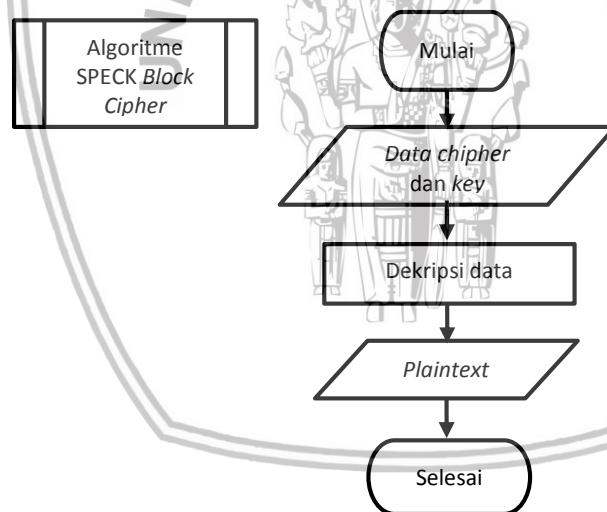 Algoritme
SPECK Block
Cipher
Mulai
Data chipher
dan key
Dekripsi data
Plaintext
Selesai